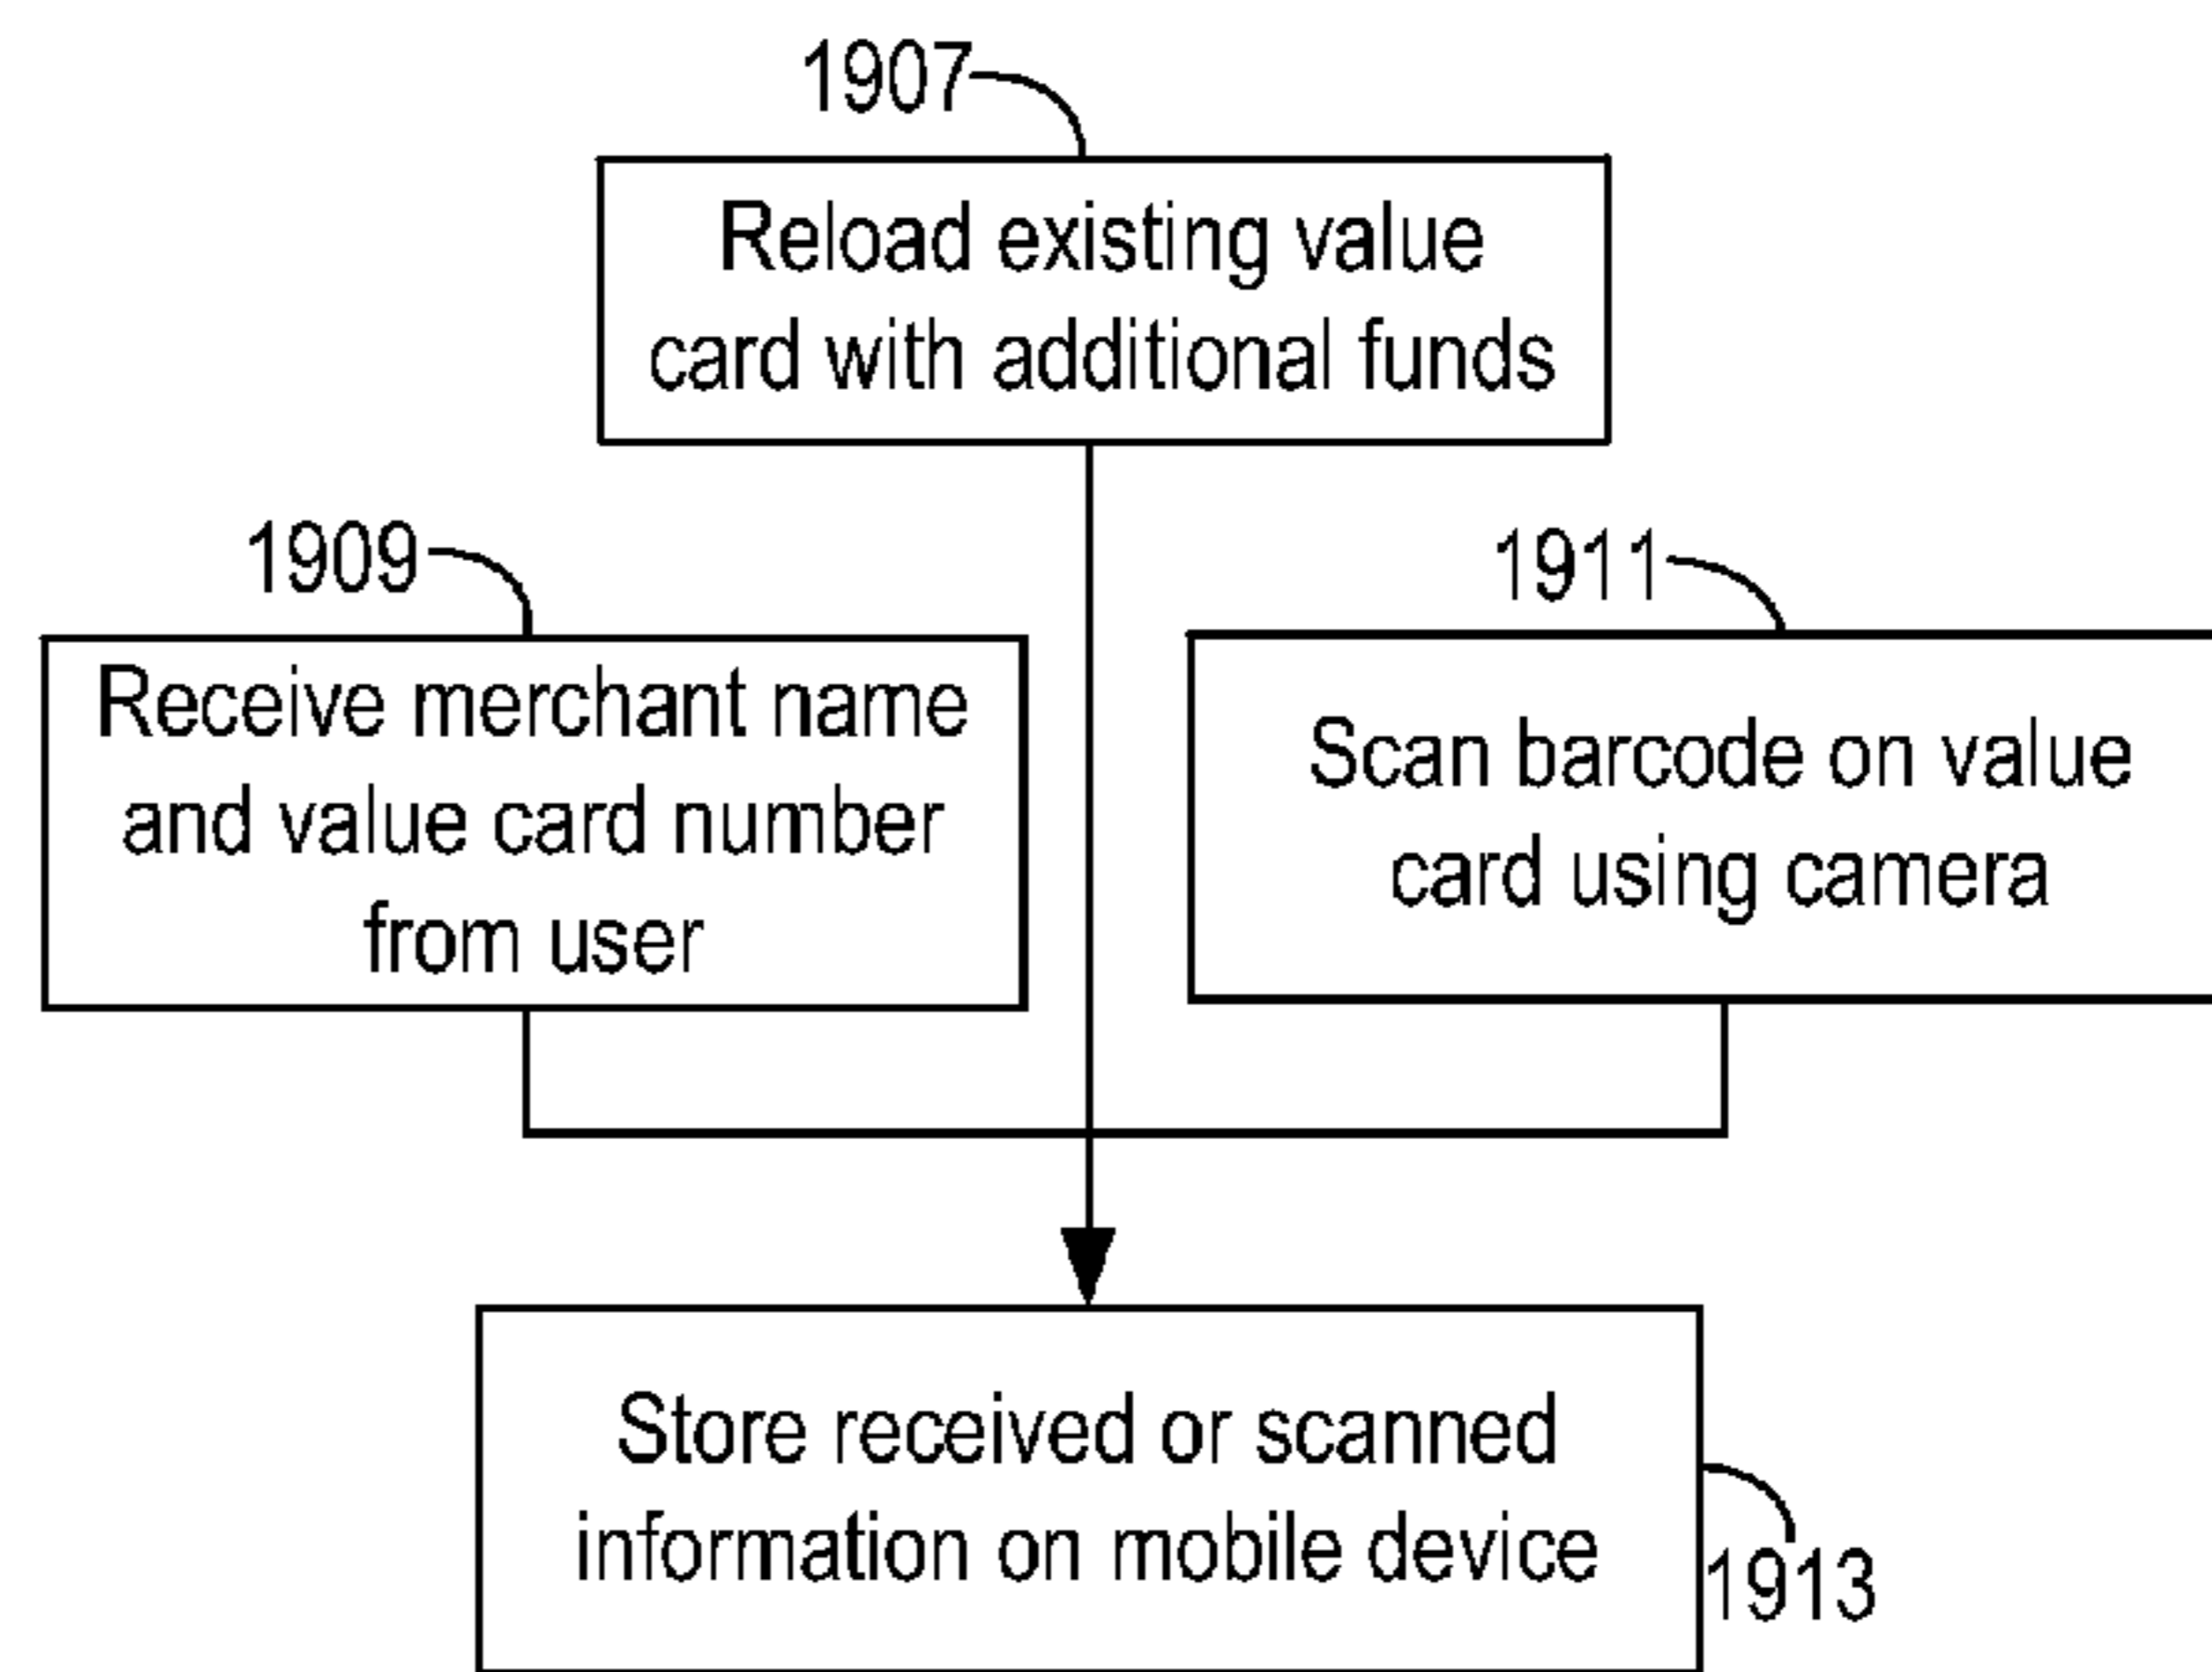 1907
Reload existing value
card with additional funds
1909
Receive merchant name
and value card number
from user
1911
Scan barcode on value
card using camera
Store received or scanned
information on mobile device
1913